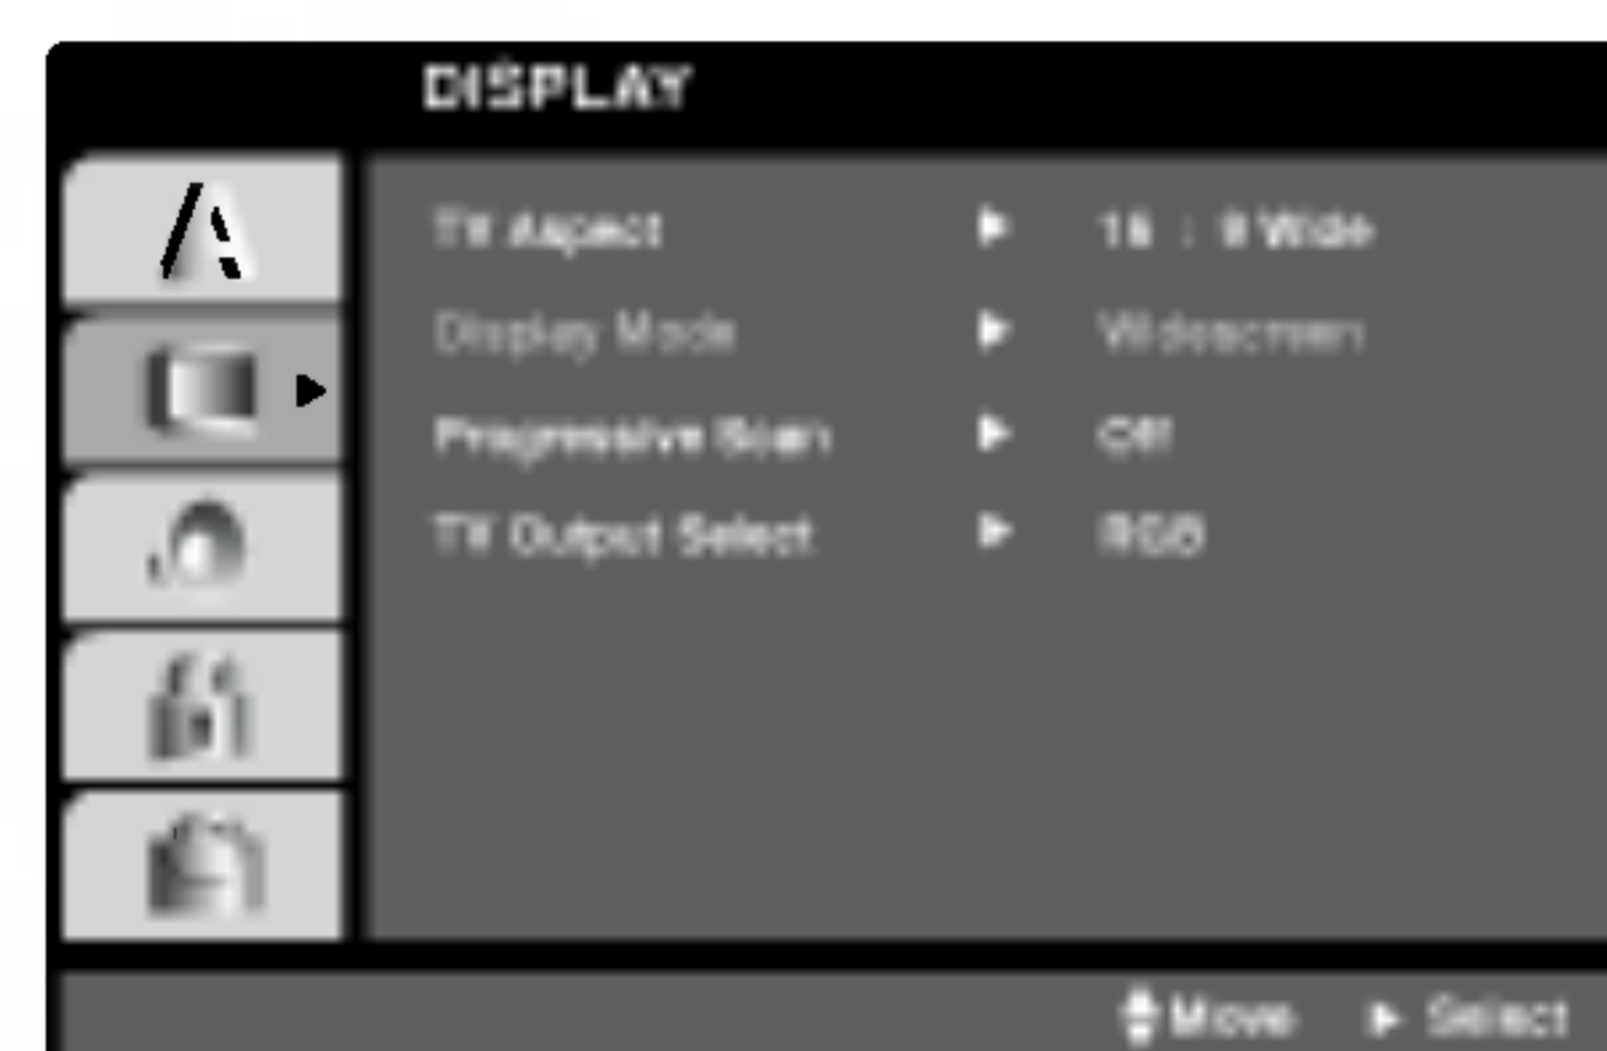 DISPLAY
TV Aspect 16 : 9 Wide
Display Mode Widescreen
Progressive Scan Off
TV Output Select RGB
Move Select